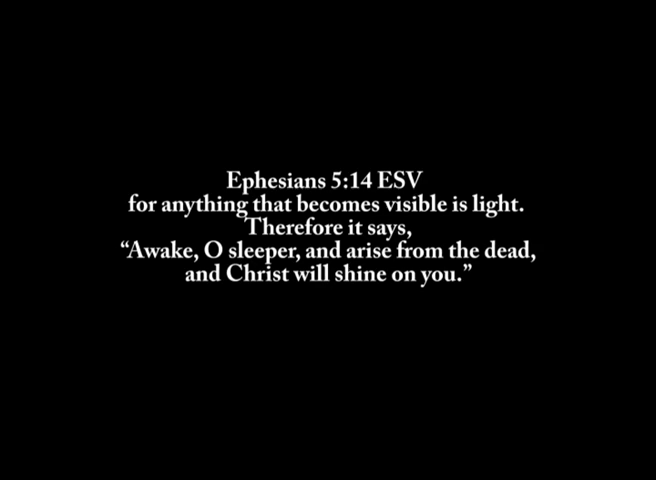 Ephesians 5:14 ESV
for anything that becomes visible is light.
Therefore it says,
“Awake, O sleeper, and arise from the dead,
and Christ will shine on you.”